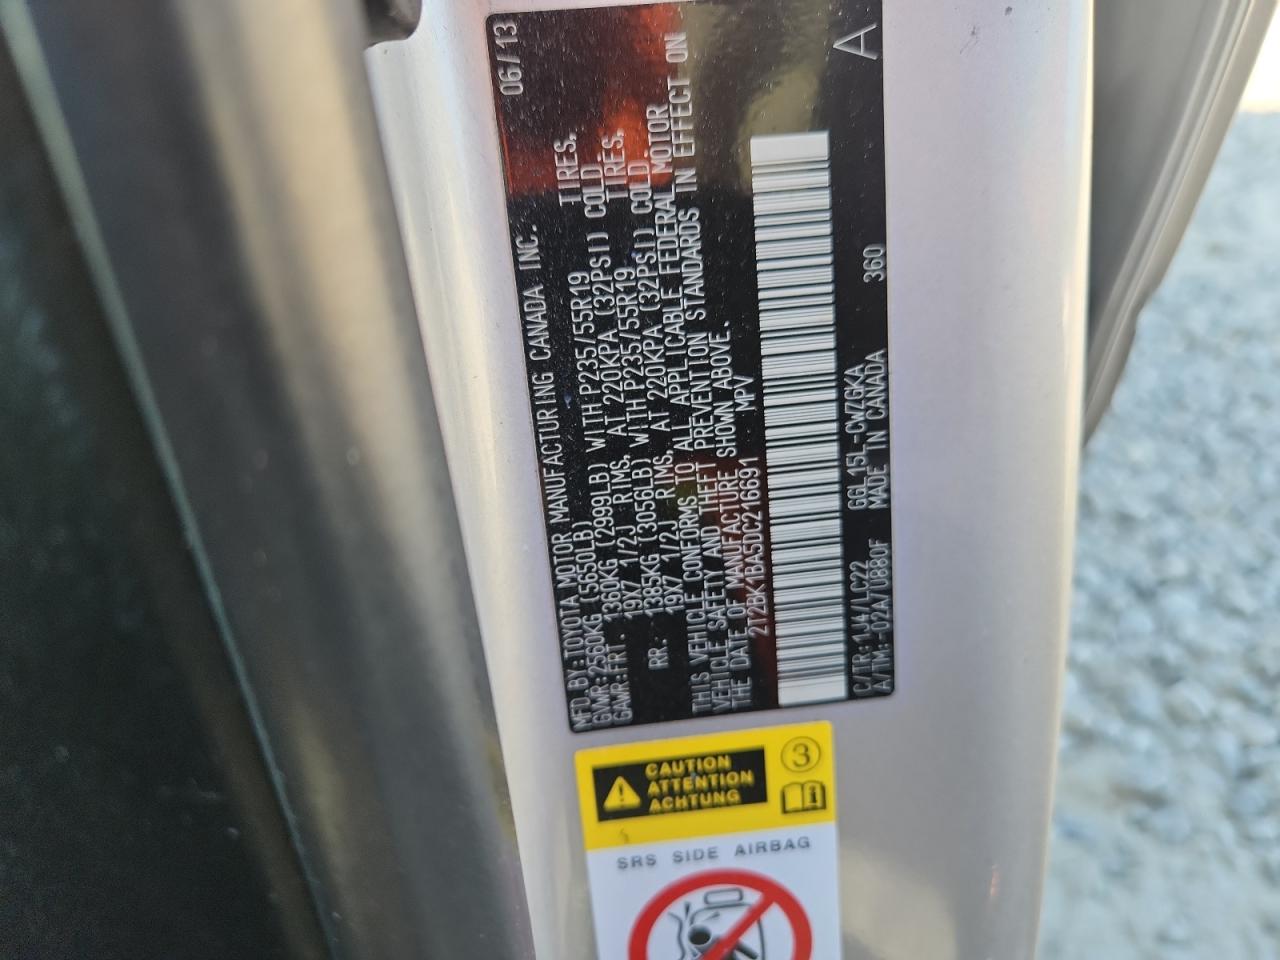 MFD. BY: TOYOTA MOTOR MANUFACTURING CANADA INC. 06/13
GVWR: 2560KG (5650LB)
GAWR: FRT. 1360KG (2999LB) WITH P235/55R19 TIRES,
19X7 1/2J RIMS, AT 220KPA (32PSI) COLD.
RR: 1385KG (3056LB) WITH P235/55R19 TIRES,
19X7 1/2J RIMS, AT 220KPA (32PSI) COLD.
THIS VEHICLE CONFORMS TO ALL APPLICABLE FEDERAL MOTOR
VEHICLE SAFETY AND THEFT PREVENTION STANDARDS IN EFFECT ON
THE DATE OF MANUFACTURE SHOWN ABOVE.
2T2BK1BA5DC216691 MPV
C/TR: 1J4/LC22 GGL15L-CWZGKA 360
A/TM: -02A/U880F MADE IN CANADA
A
CAUTION
ATTENTION
ACHTUNG
3
SRS SIDE AIRBAG